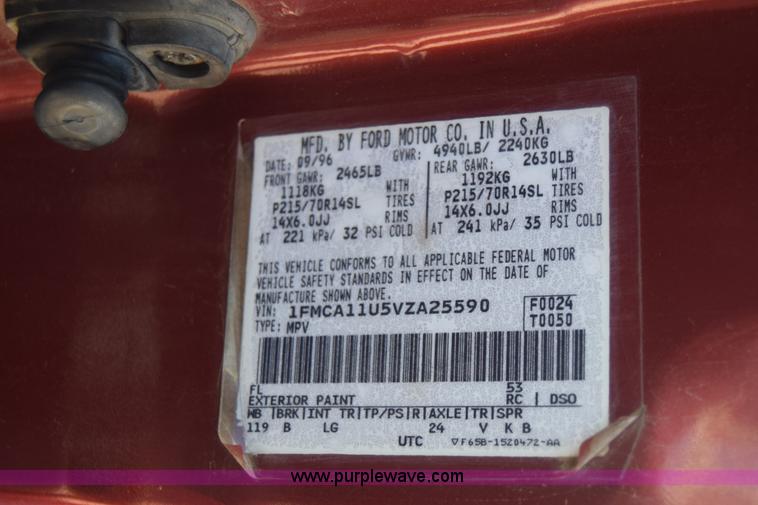 MFD. BY FORD MOTOR CO. IN U.S.A.
DATE: 09/96 GVWR: 4940LB/ 2240KG
FRONT GAWR: 2465LB REAR GAWR: 2630LB
1118KG WITH 1192KG WITH
P215/70R14SL TIRES P215/70R14SL TIRES
14X6.0JJ RIMS 14X6.0JJ RIMS
AT 221 kPa/ 32 PSI COLD AT 241 kPa/ 35 PSI COLD
THIS VEHICLE CONFORMS TO ALL APPLICABLE FEDERAL MOTOR
VEHICLE SAFETY STANDARDS IN EFFECT ON THE DATE OF
MANUFACTURE SHOWN ABOVE.
VIN: 1FMCA11U5VZA25590 F0024
TYPE: MPV T0050
FL 53
EXTERIOR PAINT RC | DSO
WB |BRK|INT TR|TP/PS|R|AXLE|TR|SPR
119 B LG 24 V K B
UTC ▽F65B-1520472-AA
www.purplewave.com